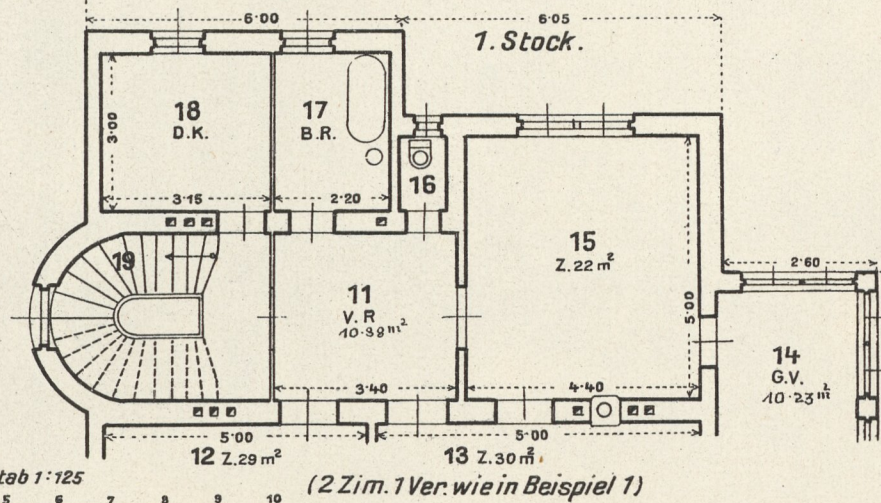 6·00 6·05
1. Stock.
18
D.K.
17
B.R.
3·00
16
3·15 2·20
15
Z. 22 m²
19
2·60
11
V. R
10·88 m²
5·00
14
G.V.
10·23 m²
3·40 4·40
5·00 5·00
12 Z. 29 m² 13 Z. 30 m².
tab 1:125
(2 Zim. 1 Ver. wie in Beispiel 1)
5 6 7 8 9 10